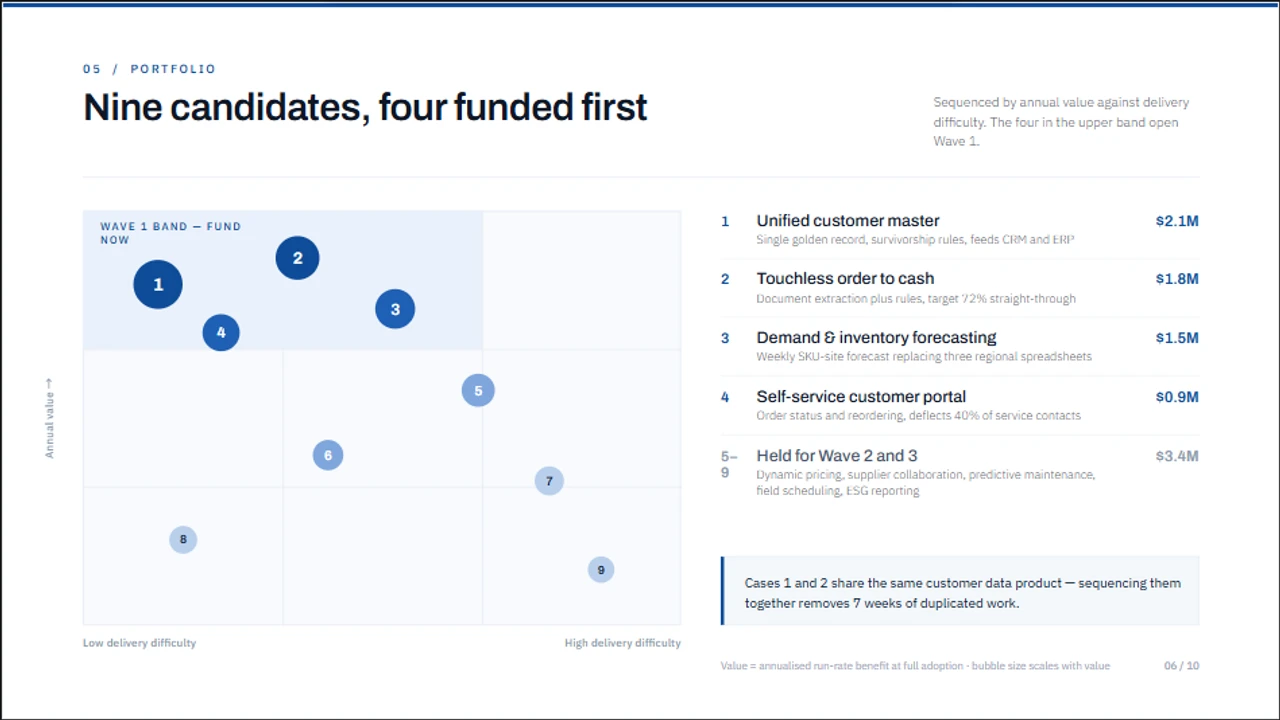 05 / PORTFOLIO
Nine candidates, four funded first
Sequenced by annual value against delivery
difficulty. The four in the upper band open
Wave 1.
WAVE 1 BAND — FUND
NOW
1
2
3
4
5
6
7
8
9
Annual value →
Low delivery difficulty
High delivery difficulty
1 Unified customer master $2.1M
Single golden record, survivorship rules, feeds CRM and ERP
2 Touchless order to cash $1.8M
Document extraction plus rules, target 72% straight-through
3 Demand & inventory forecasting $1.5M
Weekly SKU-site forecast replacing three regional spreadsheets
4 Self-service customer portal $0.9M
Order status and reordering, deflects 40% of service contacts
5–
9
Held for Wave 2 and 3 $3.4M
Dynamic pricing, supplier collaboration, predictive maintenance,
field scheduling, ESG reporting
Cases 1 and 2 share the same customer data product — sequencing them
together removes 7 weeks of duplicated work.
Value = annualised run-rate benefit at full adoption · bubble size scales with value
06 / 10